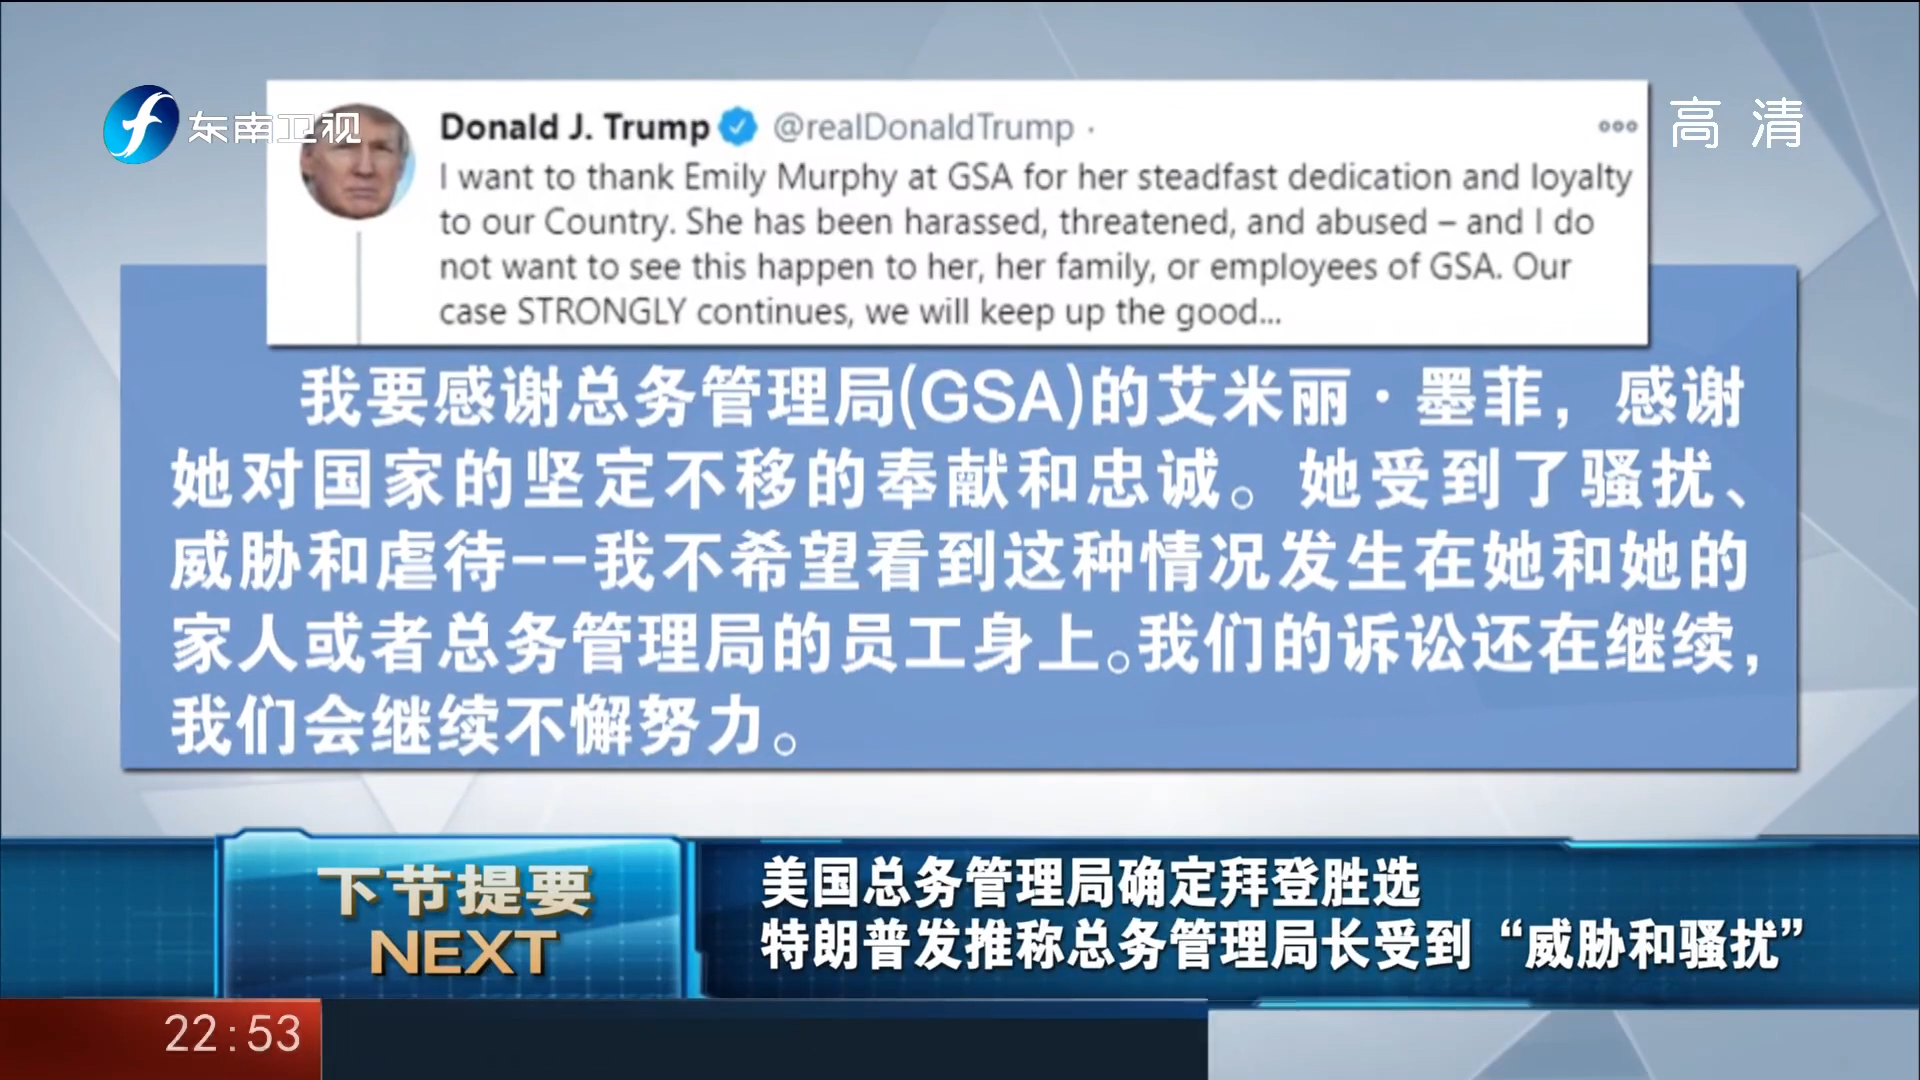 东南卫视
高清
Donald J. Trump @realDonaldTrump ·
I want to thank Emily Murphy at GSA for her steadfast dedication and loyalty
to our Country. She has been harassed, threatened, and abused – and I do
not want to see this happen to her, her family, or employees of GSA. Our
case STRONGLY continues, we will keep up the good...
我要感谢总务管理局(GSA)的艾米丽·墨菲，感谢
她对国家的坚定不移的奉献和忠诚。她受到了骚扰、
威胁和虐待--我不希望看到这种情况发生在她和她的
家人或者总务管理局的员工身上。我们的诉讼还在继续，
我们会继续不懈努力。
下节提要
NEXT
美国总务管理局确定拜登胜选
特朗普发推称总务管理局长受到“威胁和骚扰”
22:53